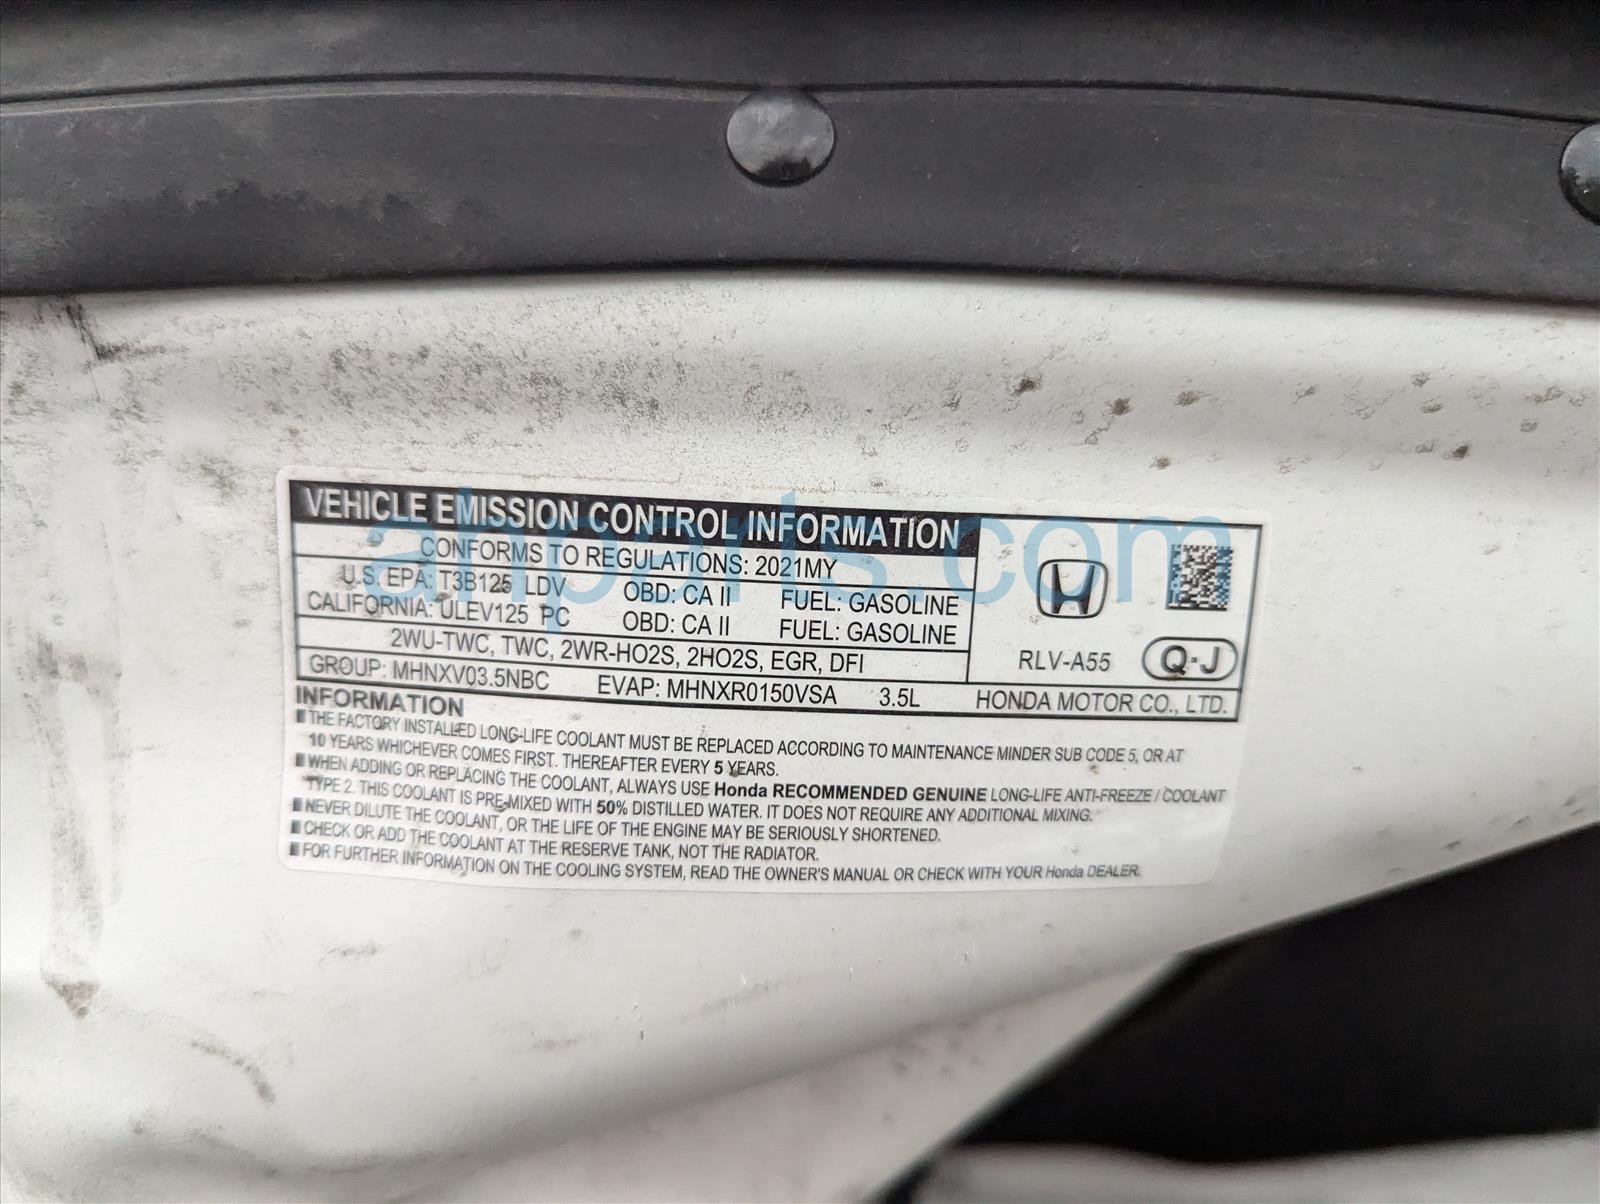 VEHICLE EMISSION CONTROL INFORMATION
CONFORMS TO REGULATIONS: 2021MY
U.S. EPA: T3B125 LDV OBD: CA II FUEL: GASOLINE
CALIFORNIA: ULEV125 PC OBD: CA II FUEL: GASOLINE
2WU-TWC, TWC, 2WR-HO2S, 2HO2S, EGR, DFI
RLV-A55 Q-J
GROUP: MHNXV03.5NBC EVAP: MHNXR0150VSA 3.5L HONDA MOTOR CO., LTD.
INFORMATION
THE FACTORY INSTALLED LONG-LIFE COOLANT MUST BE REPLACED ACCORDING TO MAINTENANCE MINDER SUB CODE 5, OR AT
10 YEARS WHICHEVER COMES FIRST. THEREAFTER EVERY 5 YEARS.
WHEN ADDING OR REPLACING THE COOLANT, ALWAYS USE Honda RECOMMENDED GENUINE LONG-LIFE ANTI-FREEZE / COOLANT
TYPE 2. THIS COOLANT IS PRE-MIXED WITH 50% DISTILLED WATER. IT DOES NOT REQUIRE ANY ADDITIONAL MIXING.
NEVER DILUTE THE COOLANT, OR THE LIFE OF THE ENGINE MAY BE SERIOUSLY SHORTENED.
CHECK OR ADD THE COOLANT AT THE RESERVE TANK, NOT THE RADIATOR.
FOR FURTHER INFORMATION ON THE COOLING SYSTEM, READ THE OWNER'S MANUAL OR CHECK WITH YOUR Honda DEALER.
ahparts.com